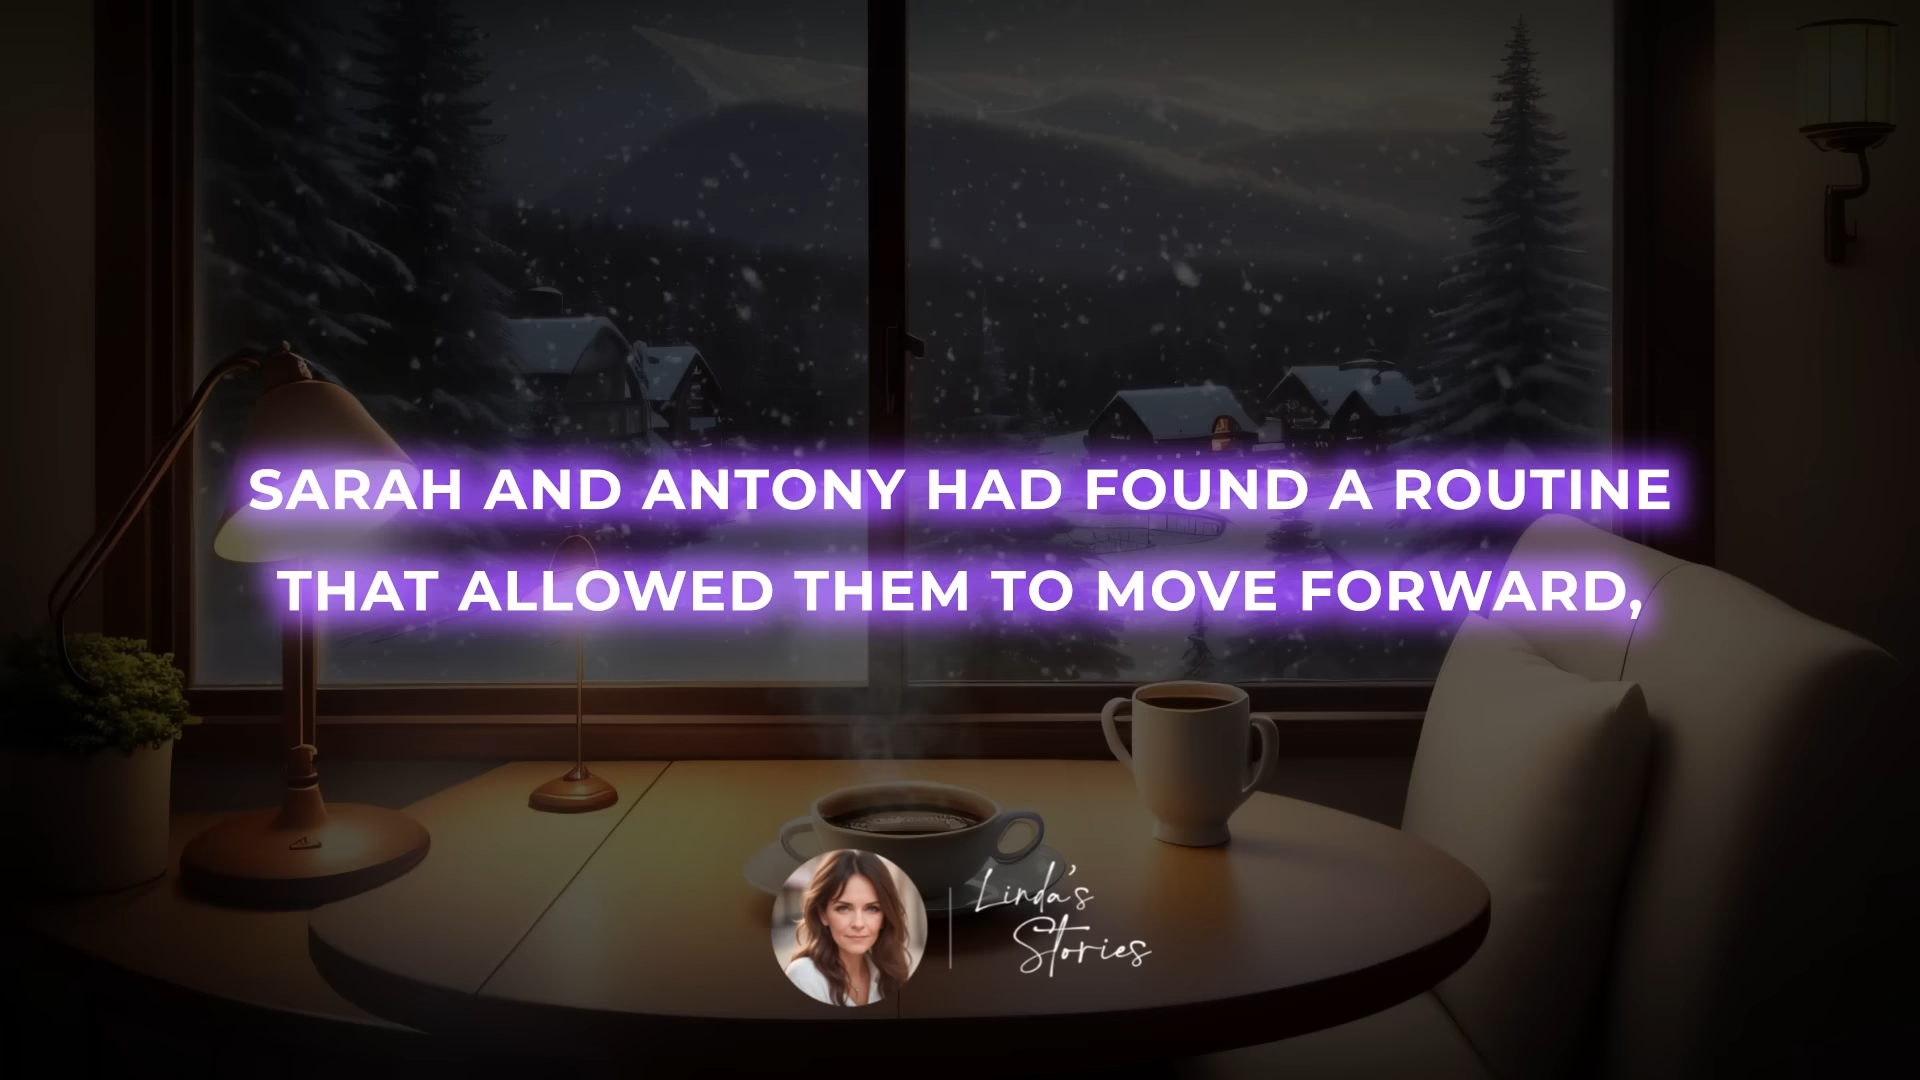 SARAH AND ANTONY HAD FOUND A ROUTINE
THAT ALLOWED THEM TO MOVE FORWARD,
Linda's
Stories